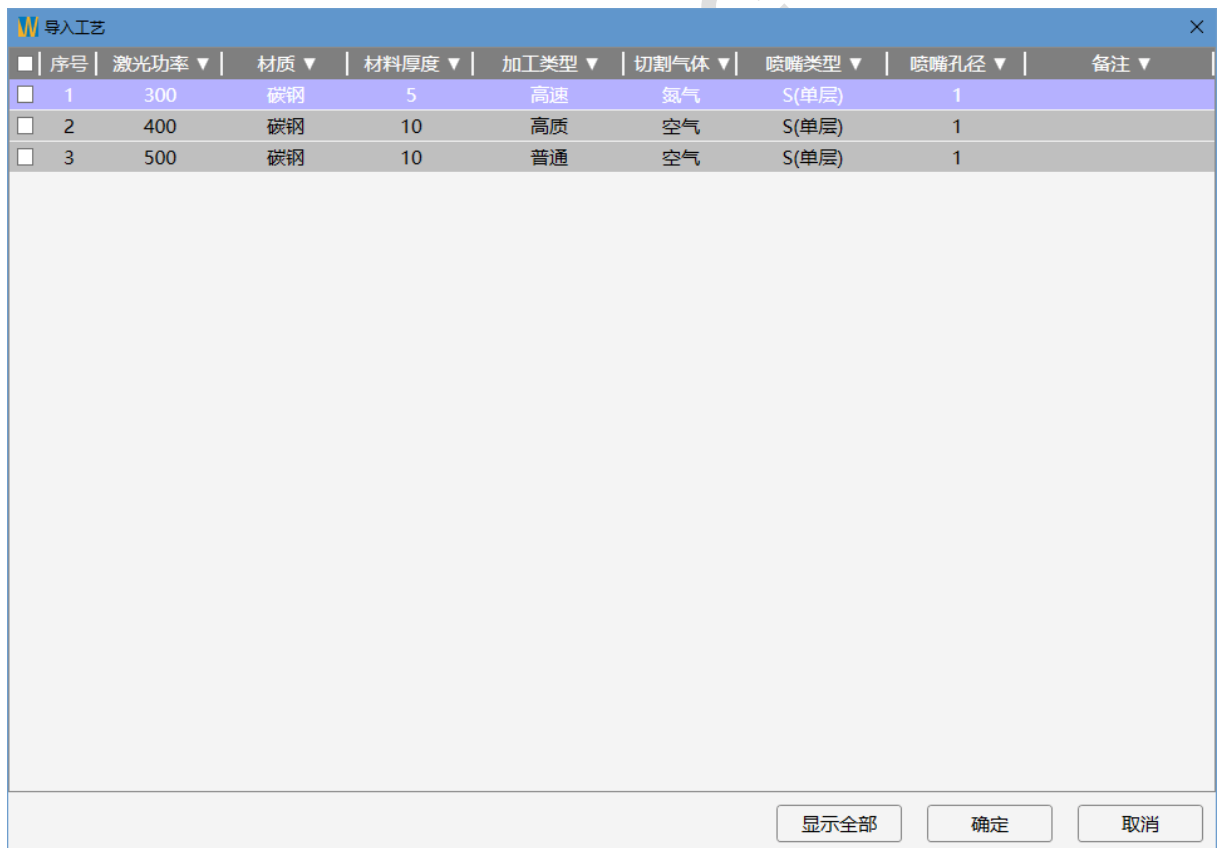 导入工艺
序号 激光功率 ▼ 材质 ▼ 材料厚度 ▼ 加工类型 ▼ 切割气体 ▼ 喷嘴类型 ▼ 喷嘴孔径 ▼ 备注 ▼
1 300 碳钢 5 高速 氮气 S(单层) 1
2 400 碳钢 10 高质 空气 S(单层) 1
3 500 碳钢 10 普通 空气 S(单层) 1
显示全部 确定 取消